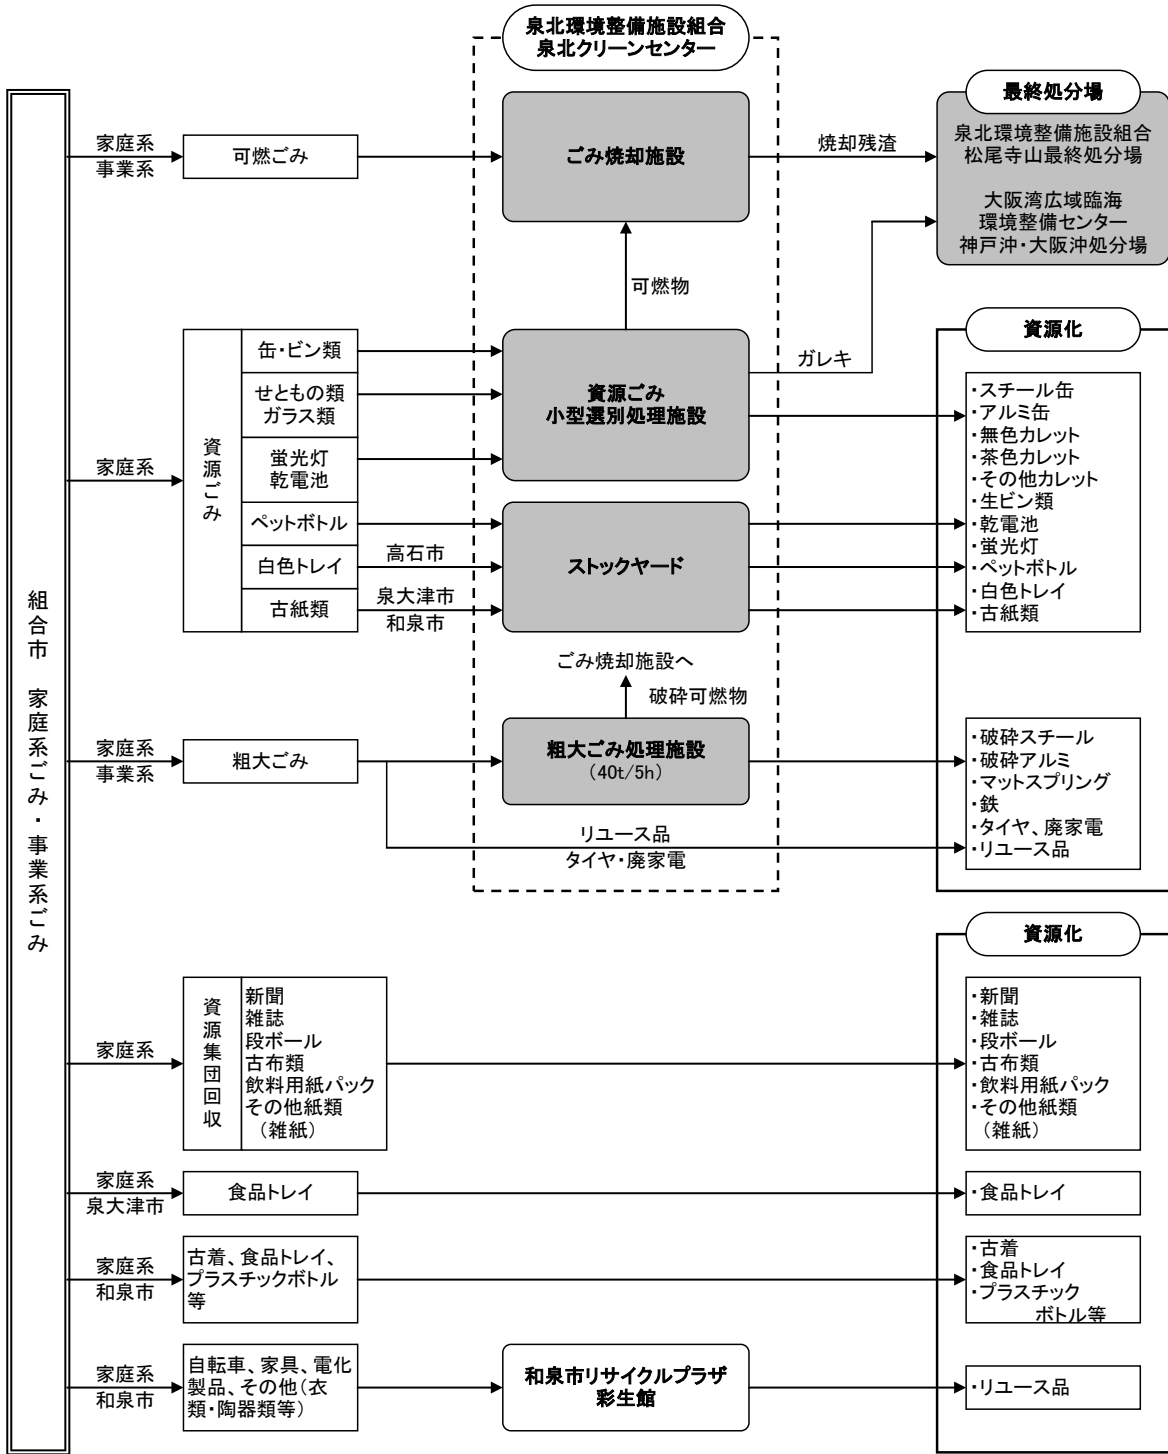 泉北環境整備施設組合
泉北クリーンセンター
最終処分場
泉北環境整備施設組合
松尾寺山最終処分場
大阪湾広域臨海
環境整備センター
神戸沖・大阪沖処分場
組合市 家庭系ごみ・事業系ごみ
家庭系
事業系
可燃ごみ
ごみ焼却施設
焼却残渣
可燃物
家庭系
資源ごみ
缶・ビン類
せともの類
ガラス類
蛍光灯
乾電池
ペットボトル
白色トレイ
古紙類
高石市
泉大津市
和泉市
資源ごみ
小型選別処理施設
ストックヤード
ガレキ
資源化
・スチール缶
・アルミ缶
・無色カレット
・茶色カレット
・その他カレット
・生ビン類
・乾電池
・蛍光灯
・ペットボトル
・白色トレイ
・古紙類
ごみ焼却施設へ
破砕可燃物
家庭系
事業系
粗大ごみ
粗大ごみ処理施設
(40t/5h)
リユース品
タイヤ・廃家電
・破砕スチール
・破砕アルミ
・マットスプリング
・鉄
・タイヤ、廃家電
・リユース品
資源化
家庭系
資源集団回収
新聞
雑誌
段ボール
古布類
飲料用紙パック
その他紙類
(雑紙)
・新聞
・雑誌
・段ボール
・古布類
・飲料用紙パック
・その他紙類
(雑紙)
家庭系
泉大津市
食品トレイ
・食品トレイ
家庭系
和泉市
古着、食品トレイ、
プラスチックボトル
等
・古着
・食品トレイ
・プラスチック
ボトル等
家庭系
和泉市
自転車、家具、電化
製品、その他(衣
類・陶器類等)
和泉市リサイクルプラザ
彩生館
・リユース品